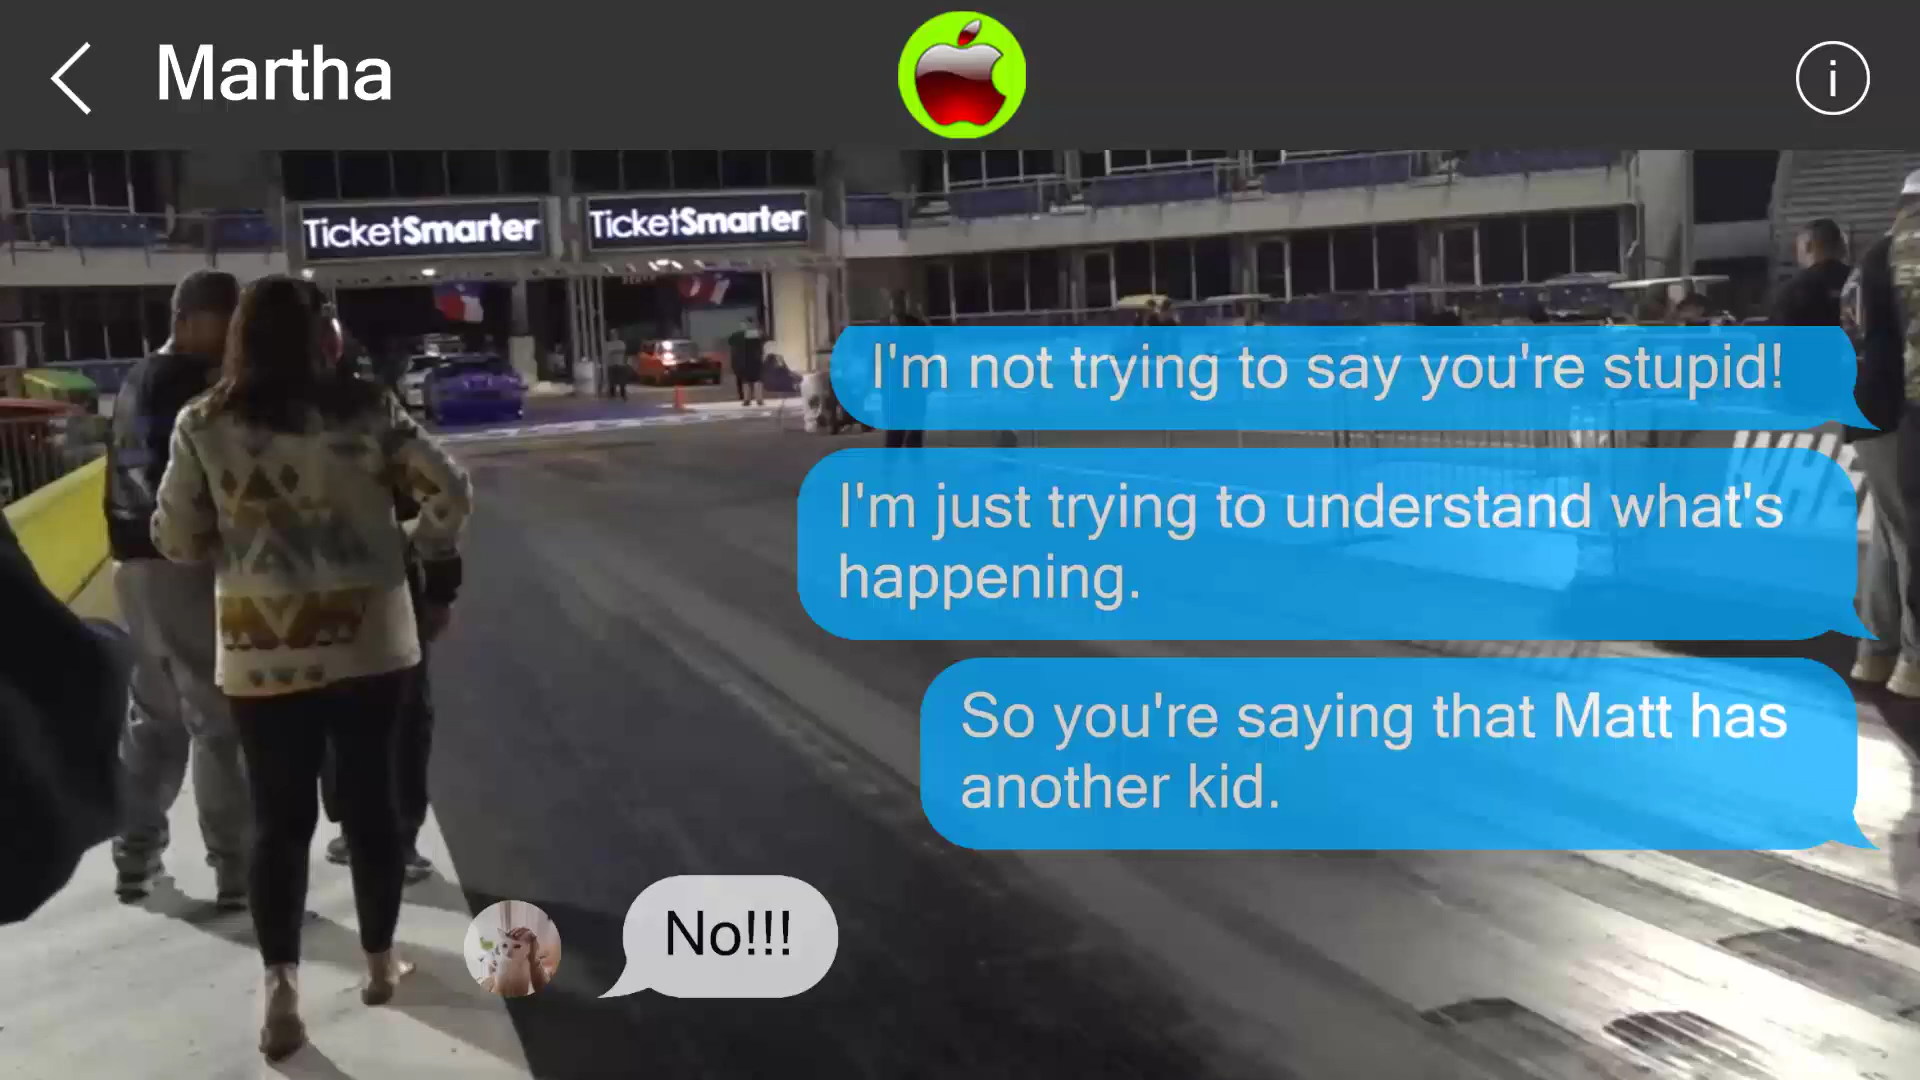 Martha
i
TicketSmarter
TicketSmarter
I'm not trying to say you're stupid!
WHE
I'm just trying to understand what's
happening.
So you're saying that Matt has
another kid.
No!!!